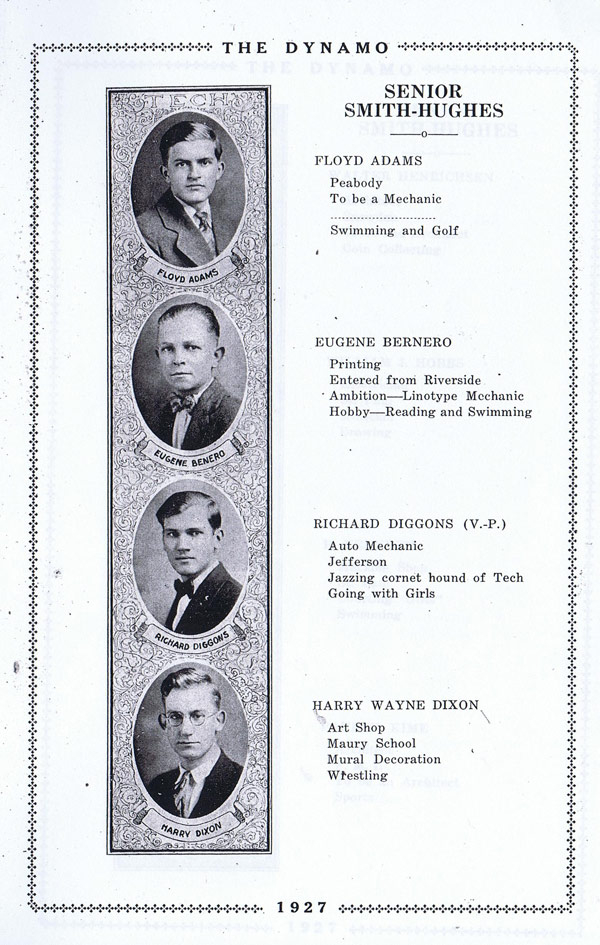 THE DYNAMO
TECH
FLOYD ADAMS
EUGENE BENERO
RICHARD DIGGONS
HARRY DIXON
SENIOR
SMITH-HUGHES
FLOYD ADAMS
Peabody
To be a Mechanic
Swimming and Golf
EUGENE BERNERO
Printing
Entered from Riverside
Ambition—Linotype Mechanic
Hobby—Reading and Swimming
RICHARD DIGGONS (V.-P.)
Auto Mechanic
Jefferson
Jazzing cornet hound of Tech
Going with Girls
HARRY WAYNE DIXON
Art Shop
Maury School
Mural Decoration
Wrestling
1927